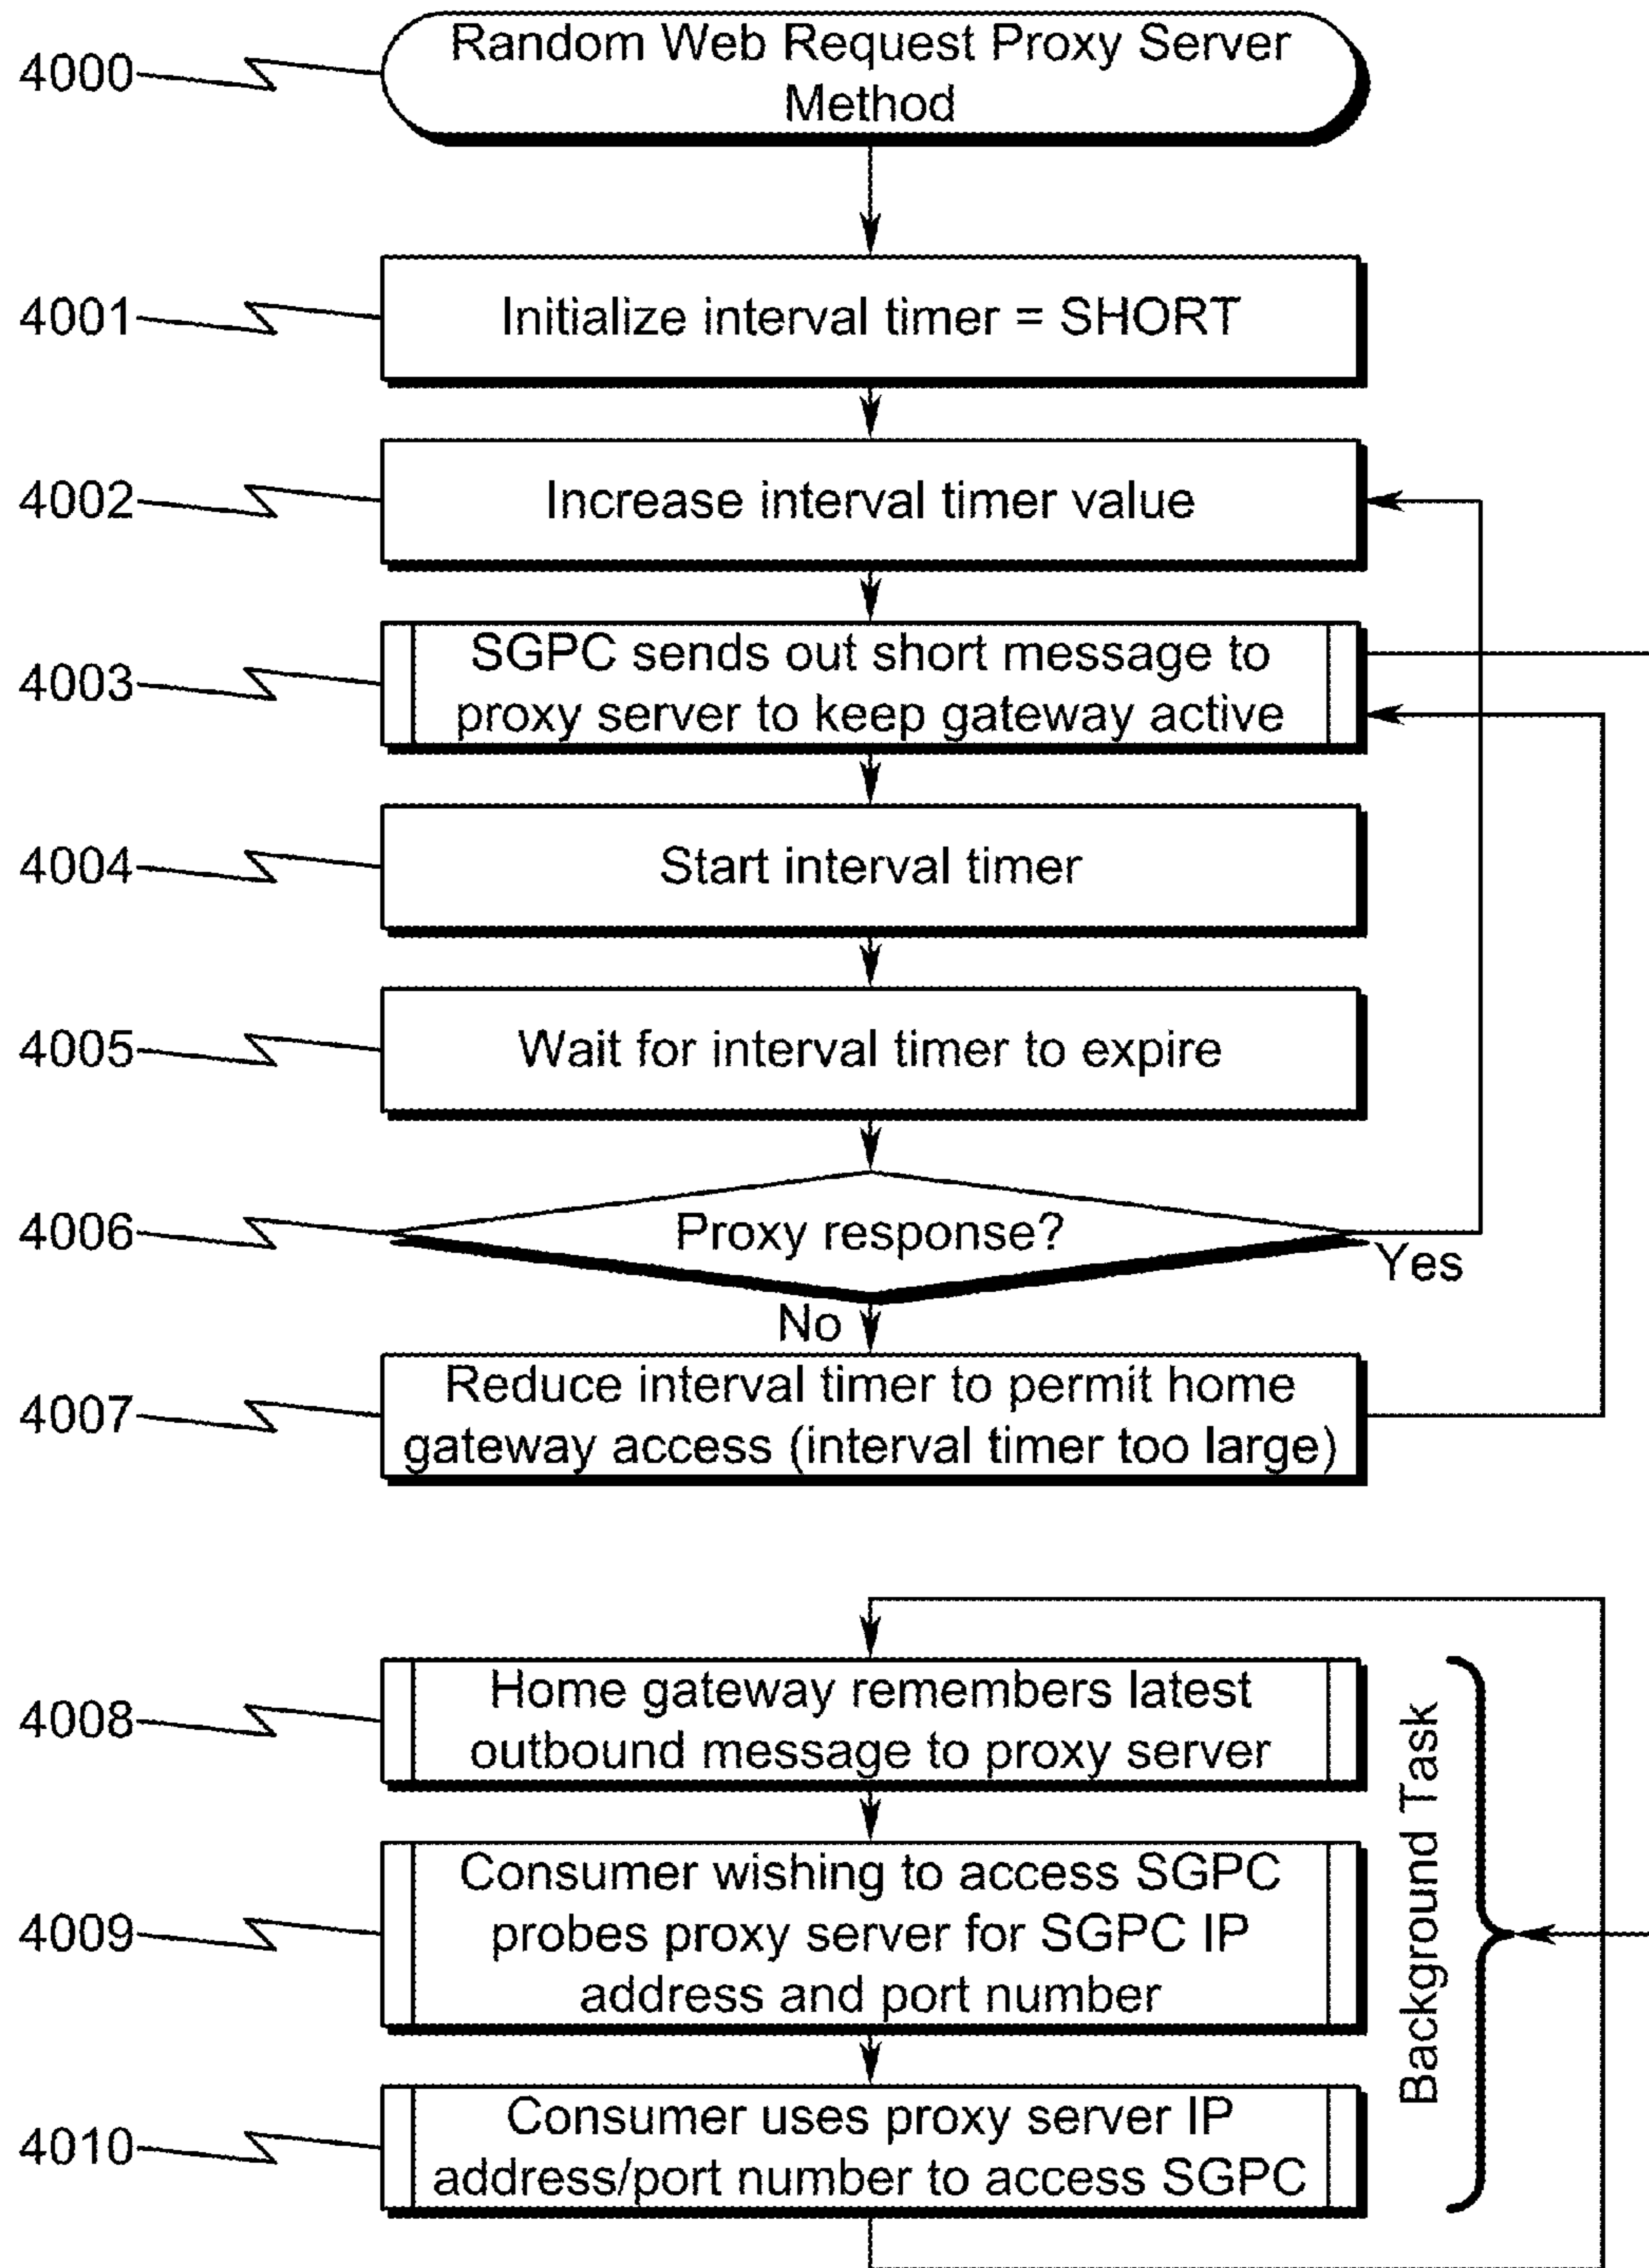 4000
Random Web Request Proxy Server
Method
4001
Initialize interval timer = SHORT
4002
Increase interval timer value
4003
SGPC sends out short message to
proxy server to keep gateway active
4004
Start interval timer
4005
Wait for interval timer to expire
4006
Proxy response?
Yes
No
4007
Reduce interval timer to permit home
gateway access (interval timer too large)
4008
Home gateway remembers latest
outbound message to proxy server
4009
Consumer wishing to access SGPC
probes proxy server for SGPC IP
address and port number
4010
Consumer uses proxy server IP
address/port number to access SGPC
Background Task